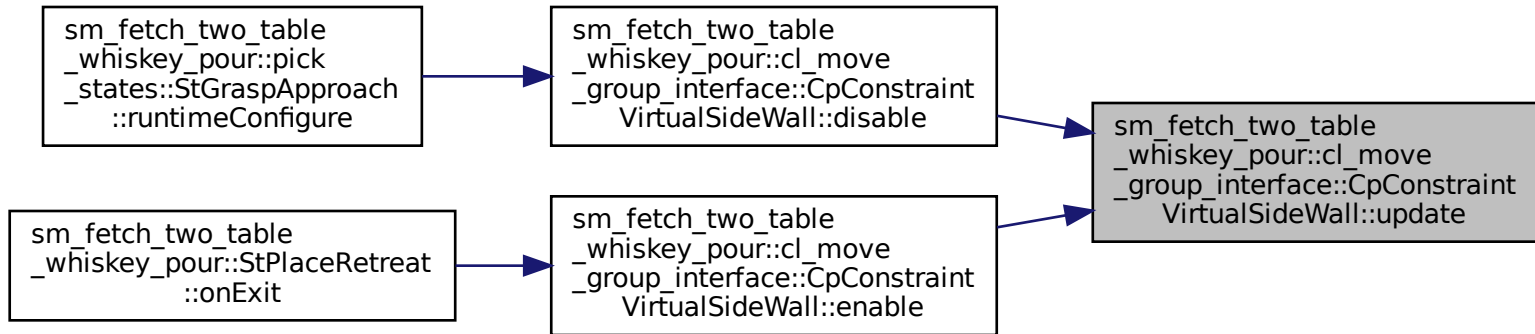 sm_fetch_two_table
_whiskey_pour::pick
_states::StGraspApproach
::runtimeConfigure
sm_fetch_two_table
_whiskey_pour::cl_move
_group_interface::CpConstraint
VirtualSideWall::disable
sm_fetch_two_table
_whiskey_pour::cl_move
_group_interface::CpConstraint
VirtualSideWall::update
sm_fetch_two_table
_whiskey_pour::StPlaceRetreat
::onExit
sm_fetch_two_table
_whiskey_pour::cl_move
_group_interface::CpConstraint
VirtualSideWall::enable